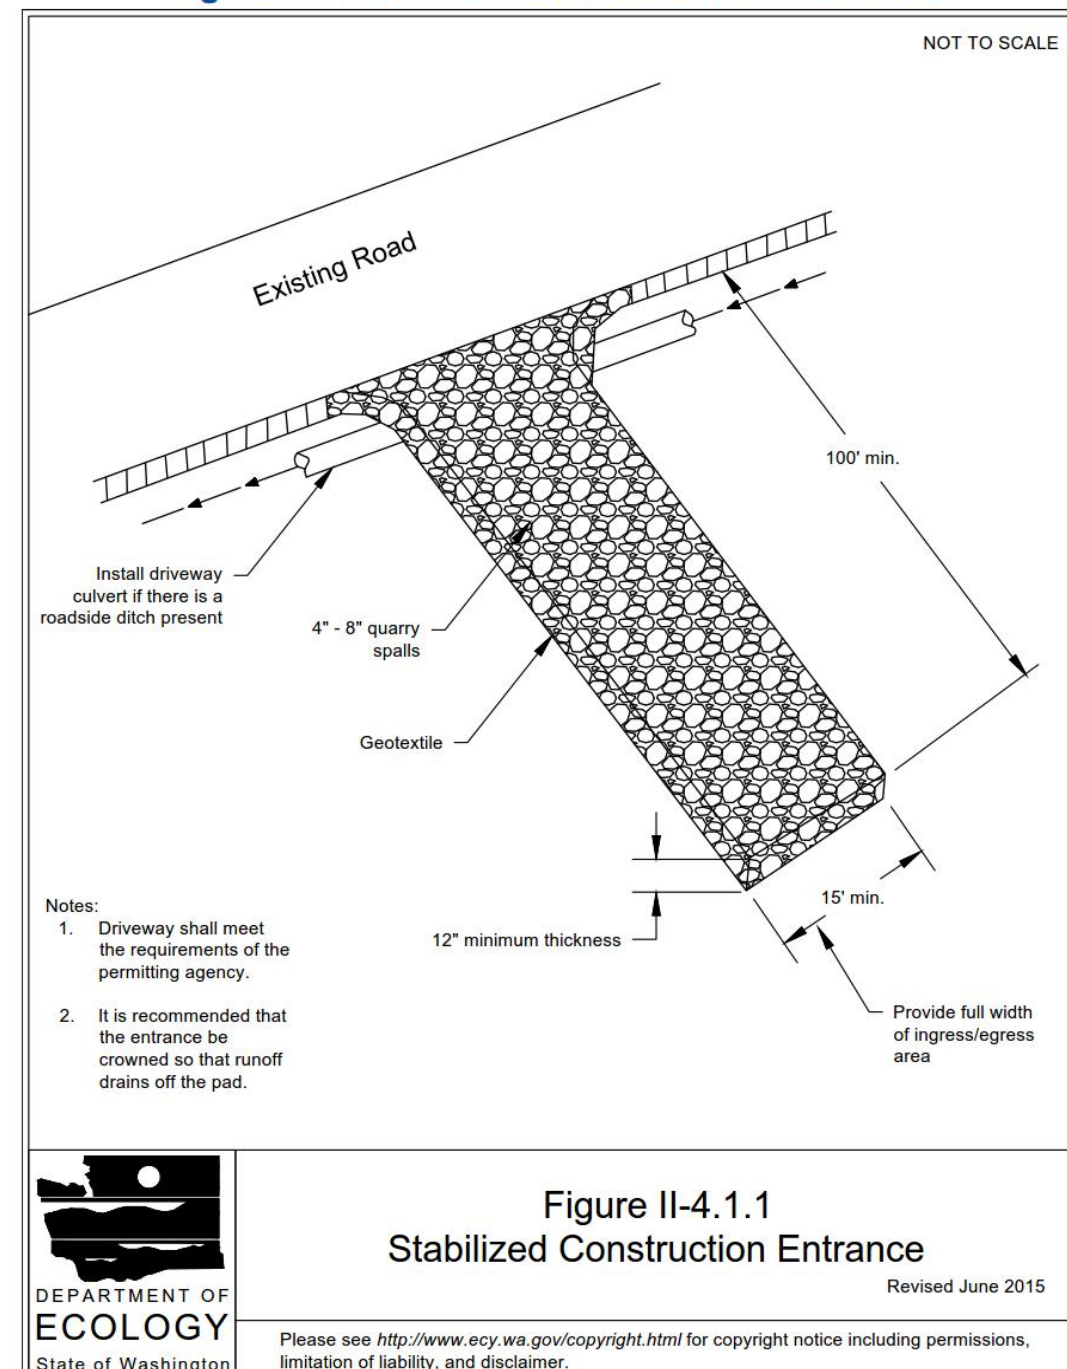 NOT TO SCALE
Existing Road
100' min.
Install driveway
culvert if there is a
roadside ditch present
4" - 8" quarry
spalls
Geotextile
15' min.
12" minimum thickness
Notes:
1. Driveway shall meet
the requirements of the
permitting agency.
2. It is recommended that
the entrance be
crowned so that runoff
drains off the pad.
Provide full width
of ingress/egress
area
Figure II-4.1.1
Stabilized Construction Entrance
Revised June 2015
DEPARTMENT OF
ECOLOGY
State of Washington
Please see http://www.ecy.wa.gov/copyright.html for copyright notice including permissions,
limitation of liability, and disclaimer.